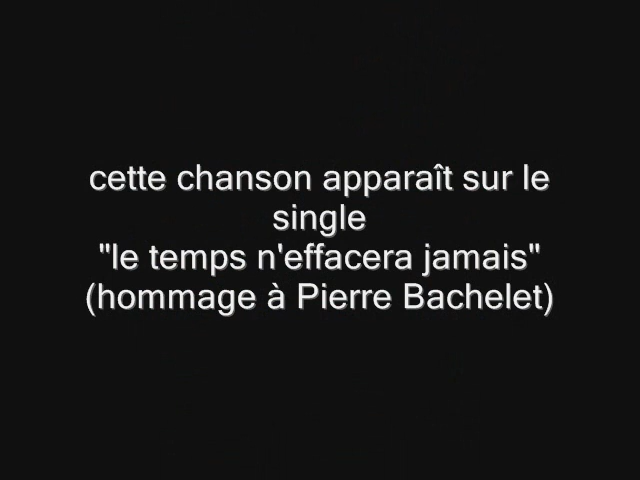 cette chanson apparaît sur le
single
"le temps n'effacera jamais"
(hommage à Pierre Bachelet)